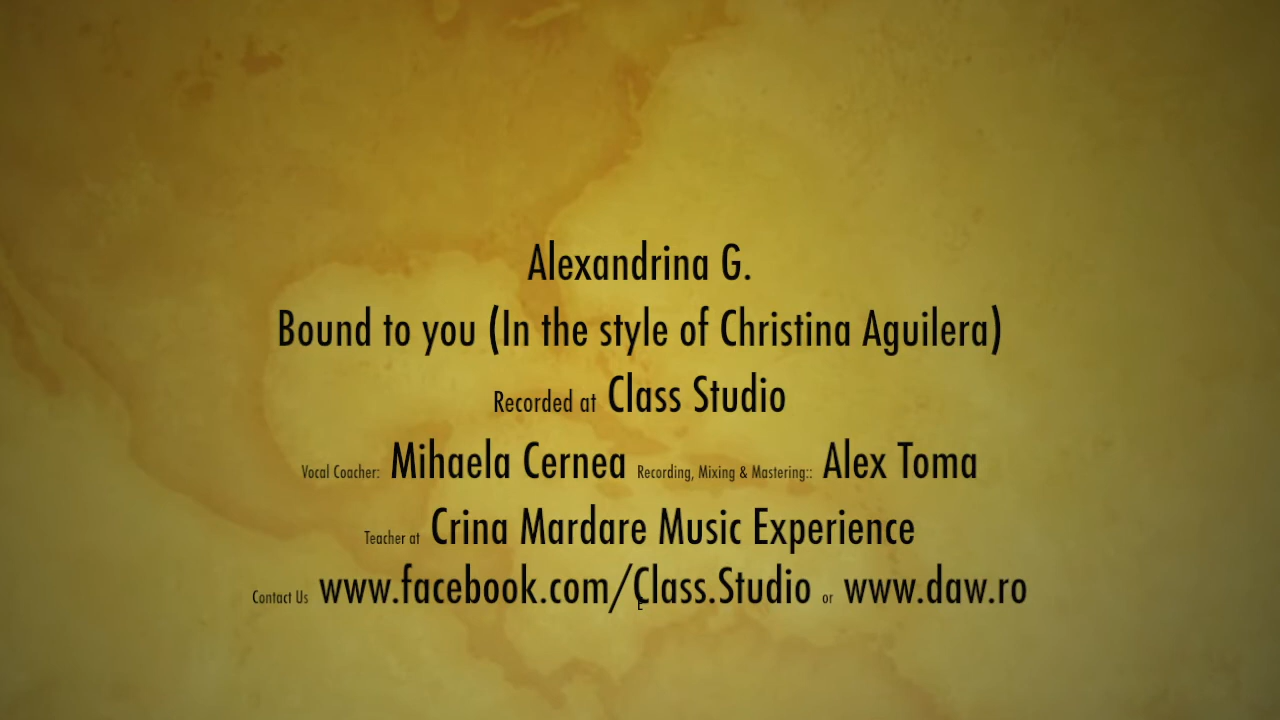 Alexandrina G.
Bound to you (In the style of Christina Aguilera)
Recorded at Class Studio
Vocal Coacher: Mihaela Cernea Recording, Mixing & Mastering:: Alex Toma
Teacher at Crina Mardare Music Experience
Contact Us www.facebook.com/Class.Studio or www.daw.ro